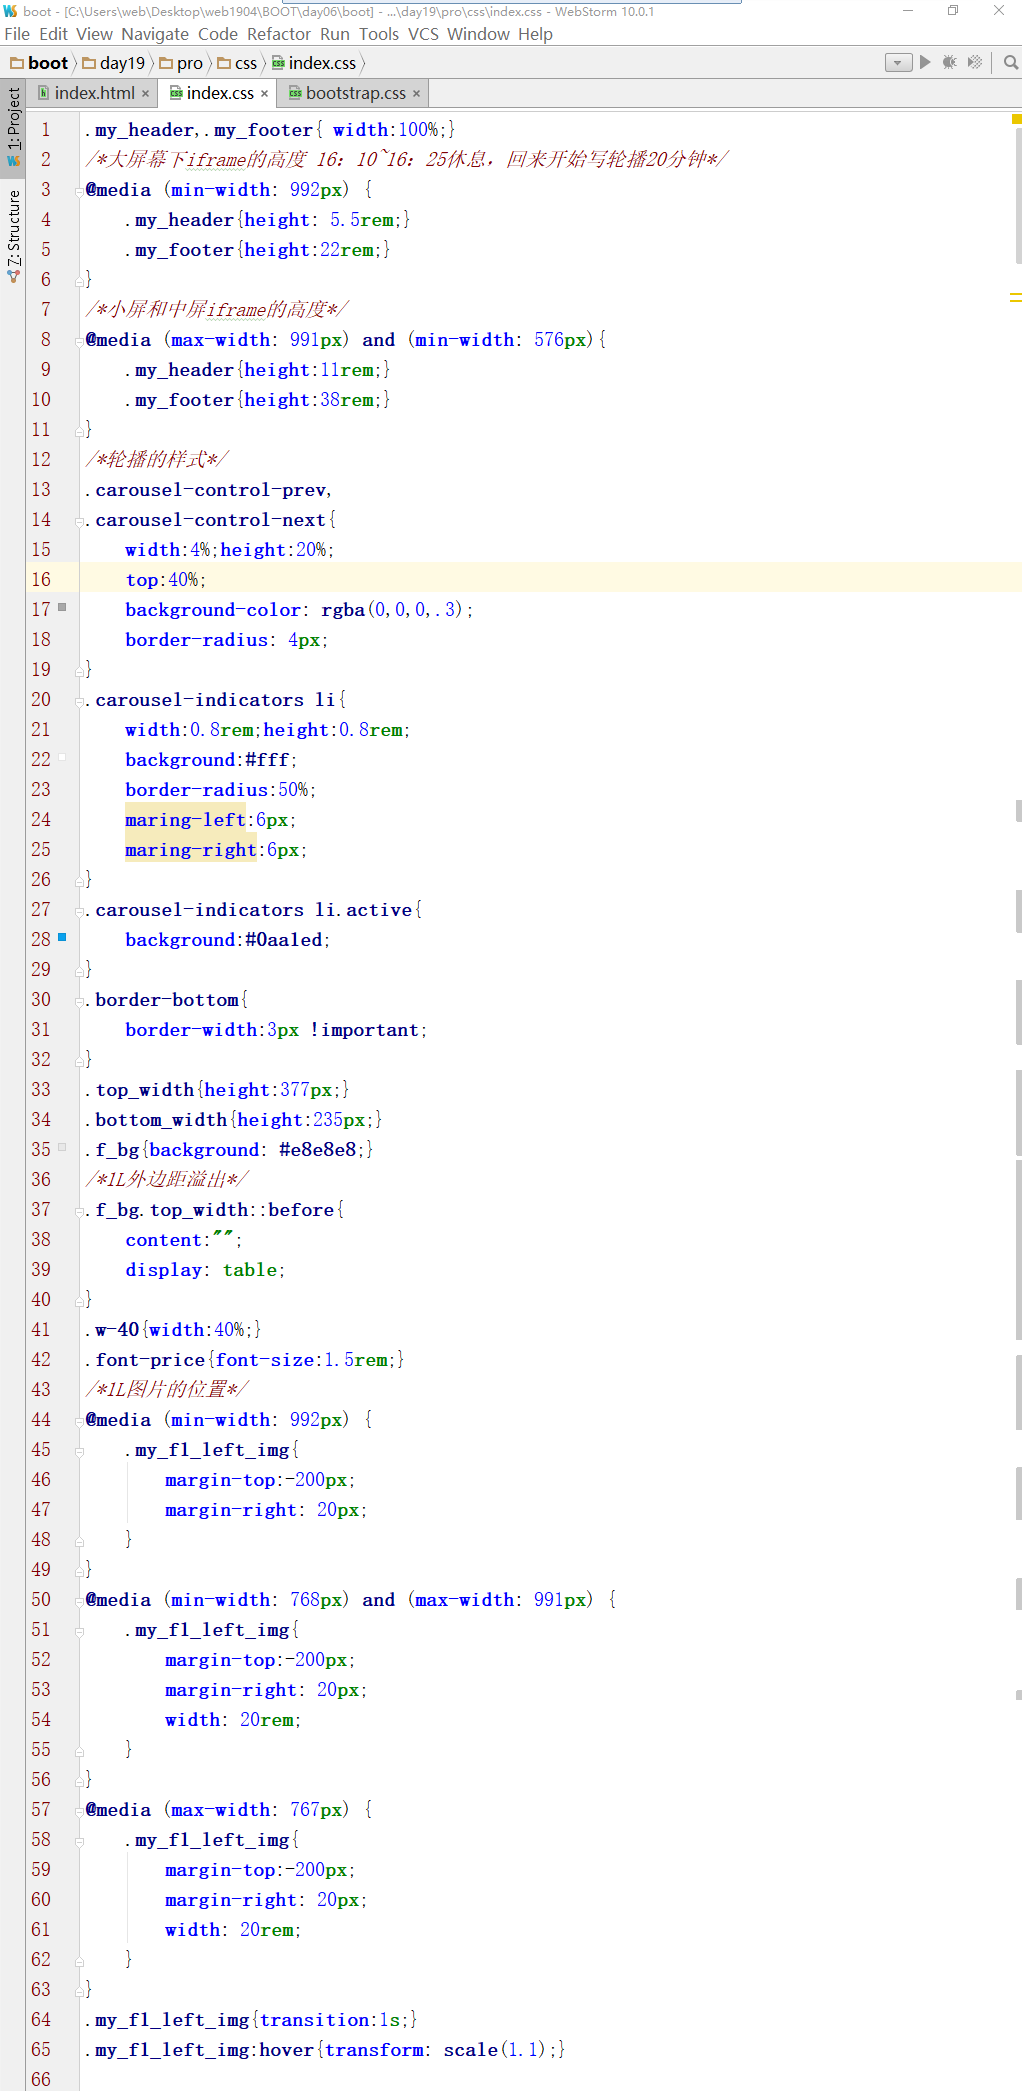 boot - [C:\Users\web\Desktop\web1904\BOOT\day06\boot] - ...\day19\pro\css\index.css - WebStorm 10.0.1
File Edit View Navigate Code Refactor Run Tools VCS Window Help
boot day19 pro css index.css
index.html × index.css × bootstrap.css ×
1: Project
7: Structure
1 .my_header,.my_footer{ width:100%;}
2 /*大屏幕下iframe的高度 16：10~16：25休息，回来开始写轮播20分钟*/
3 @media (min-width: 992px) {
4 .my_header{height: 5.5rem;}
5 .my_footer{height:22rem;}
6 }
7 /*小屏和中屏iframe的高度*/
8 @media (max-width: 991px) and (min-width: 576px){
9 .my_header{height:11rem;}
10 .my_footer{height:38rem;}
11 }
12 /*轮播的样式*/
13 .carousel-control-prev,
14 .carousel-control-next{
15 width:4%;height:20%;
16 top:40%;
17 background-color: rgba(0,0,0,.3);
18 border-radius: 4px;
19 }
20 .carousel-indicators li{
21 width:0.8rem;height:0.8rem;
22 background:#fff;
23 border-radius:50%;
24 maring-left:6px;
25 maring-right:6px;
26 }
27 .carousel-indicators li.active{
28 background:#0aa1ed;
29 }
30 .border-bottom{
31 border-width:3px !important;
32 }
33 .top_width{height:377px;}
34 .bottom_width{height:235px;}
35 .f_bg{background: #e8e8e8;}
36 /*1L外边距溢出*/
37 .f_bg.top_width::before{
38 content:"";
39 display: table;
40 }
41 .w-40{width:40%;}
42 .font-price{font-size:1.5rem;}
43 /*1L图片的位置*/
44 @media (min-width: 992px) {
45 .my_f1_left_img{
46 margin-top:-200px;
47 margin-right: 20px;
48 }
49 }
50 @media (min-width: 768px) and (max-width: 991px) {
51 .my_f1_left_img{
52 margin-top:-200px;
53 margin-right: 20px;
54 width: 20rem;
55 }
56 }
57 @media (max-width: 767px) {
58 .my_f1_left_img{
59 margin-top:-200px;
60 margin-right: 20px;
61 width: 20rem;
62 }
63 }
64 .my_f1_left_img{transition:1s;}
65 .my_f1_left_img:hover{transform: scale(1.1);}
66